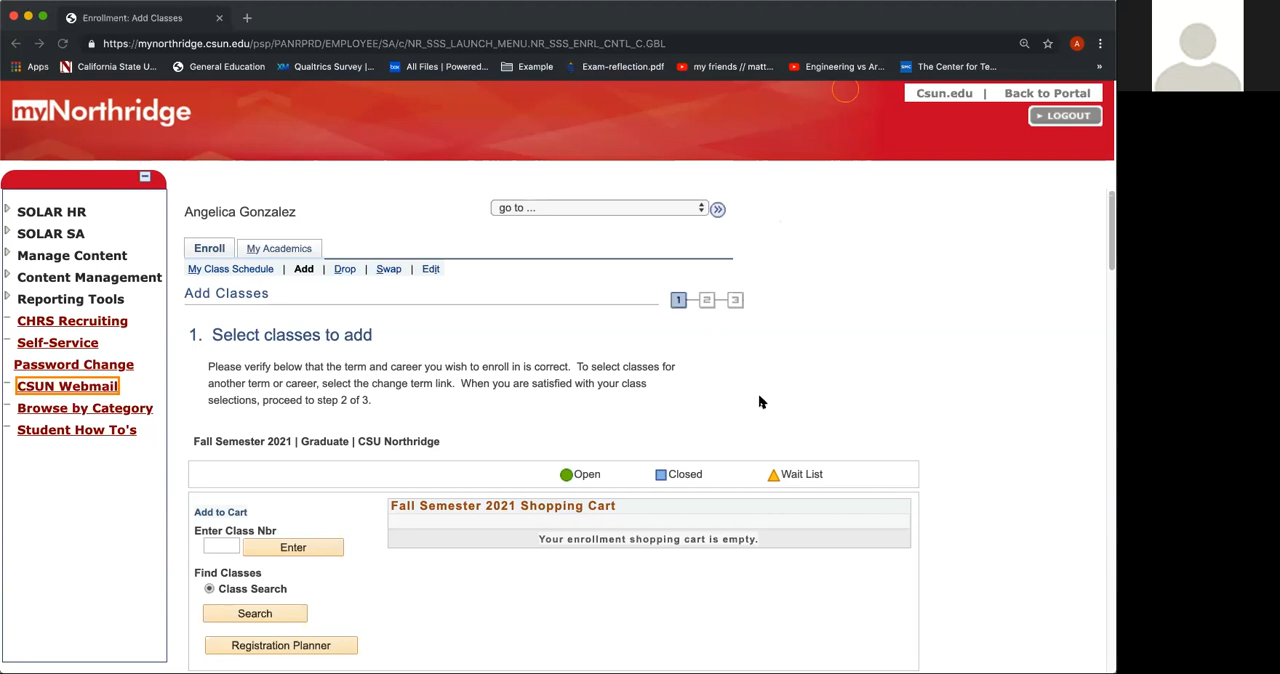 Enrollment: Add Classes
https://mynorthridge.csun.edu/psp/PANRPRD/EMPLOYEE/SA/c/NR_SSS_LAUNCH_MENU.NR_SSS_ENRL_CNTL_C.GBL
A
Apps California State U... General Education XM Qualtrics Survey |... box All Files | Powered... Example Exam-reflection.pdf my friends // matt... Engineering vs Ar... SMC The Center for Te... »
myNorthridge
Csun.edu | Back to Portal
LOGOUT
SOLAR HR
SOLAR SA
Manage Content
Content Management
Reporting Tools
CHRS Recruiting
Self-Service
Password Change
CSUN Webmail
Browse by Category
Student How To's
Angelica Gonzalez
go to ...
Enroll My Academics
My Class Schedule | Add | Drop | Swap | Edit
Add Classes
1 2 3
1. Select classes to add
Please verify below that the term and career you wish to enroll in is correct. To select classes for
another term or career, select the change term link. When you are satisfied with your class
selections, proceed to step 2 of 3.
Fall Semester 2021 | Graduate | CSU Northridge
Open Closed Wait List
Add to Cart
Enter Class Nbr
Enter
Find Classes
Class Search
Search
Registration Planner
Fall Semester 2021 Shopping Cart
Your enrollment shopping cart is empty.